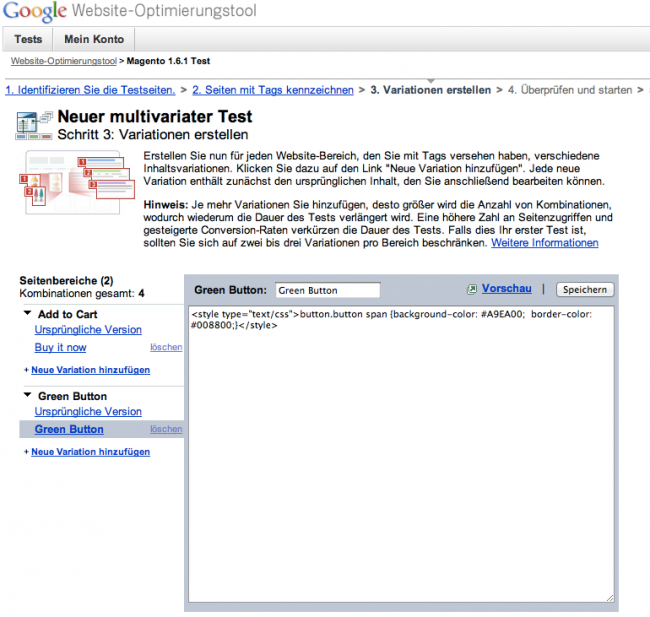 Google Website-Optimierungstool
Tests Mein Konto
Website-Optimierungstool > Magento 1.6.1 Test
1. Identifizieren Sie die Testseiten. > 2. Seiten mit Tags kennzeichnen > 3. Variationen erstellen > 4. Überprüfen und starten >
Neuer multivariater Test
Schritt 3: Variationen erstellen
Erstellen Sie nun für jeden Website-Bereich, den Sie mit Tags versehen haben, verschiedene
Inhaltsvariationen. Klicken Sie dazu auf den Link "Neue Variation hinzufügen". Jede neue
Variation enthält zunächst den ursprünglichen Inhalt, den Sie anschließend bearbeiten können.
Hinweis: Je mehr Variationen Sie hinzufügen, desto größer wird die Anzahl von Kombinationen,
wodurch wiederum die Dauer des Tests verlängert wird. Eine höhere Zahl an Seitenzugriffen und
gesteigerte Conversion-Raten verkürzen die Dauer des Tests. Falls dies Ihr erster Test ist,
sollten Sie sich auf zwei bis drei Variationen pro Bereich beschränken. Weitere Informationen
Seitenbereiche (2)
Kombinationen gesamt: 4
Add to Cart
Ursprüngliche Version
Buy it now löschen
+ Neue Variation hinzufügen
Green Button
Ursprüngliche Version
Green Button löschen
+ Neue Variation hinzufügen
Green Button: Green Button Vorschau | Speichern
<style type="text/css">button.button span {background-color: #A9EA00; border-color:
#008800;}</style>